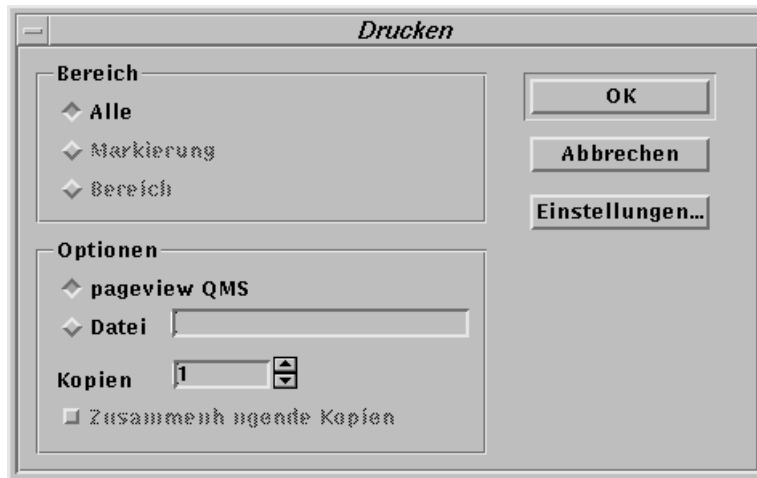 Drucken
Bereich
Alle
Markierung
Bereich
OK
Abbrechen
Einstellungen...
Optionen
pageview QMS
Datei
Kopien 1
Zusammenh ngende Kopien